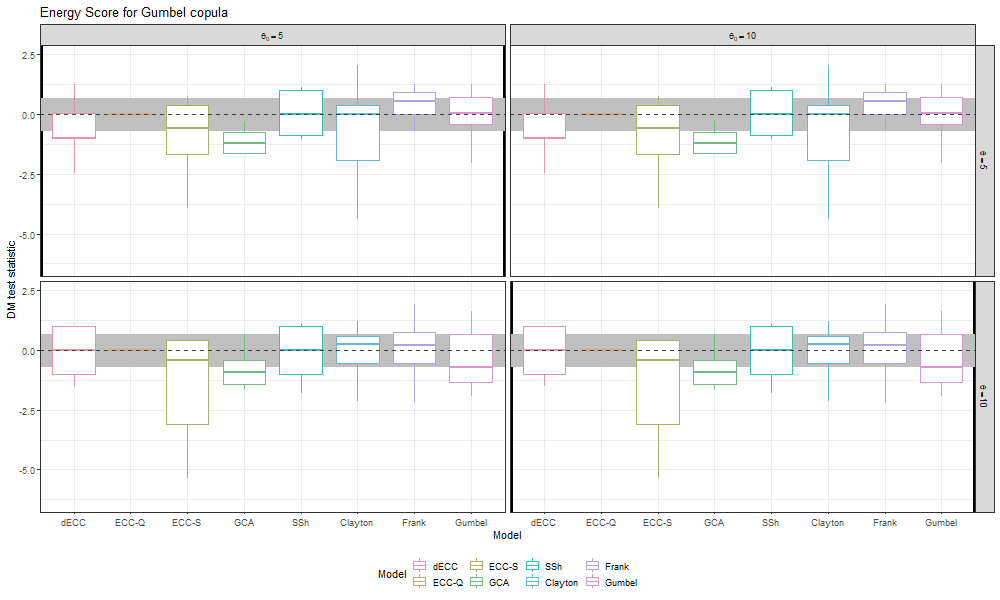 Energy Score for Gumbel copula
θ₀ = 5
θ₀ = 10
2.5
0.0
-2.5
-5.0
θ = 5
2.5
0.0
-2.5
-5.0
θ = 10
DM test statistic
dECC ECC-Q ECC-S GCA SSh Clayton Frank Gumbel
dECC ECC-Q ECC-S GCA SSh Clayton Frank Gumbel
Model
Model
dECC ECC-S SSh Frank
ECC-Q GCA Clayton Gumbel